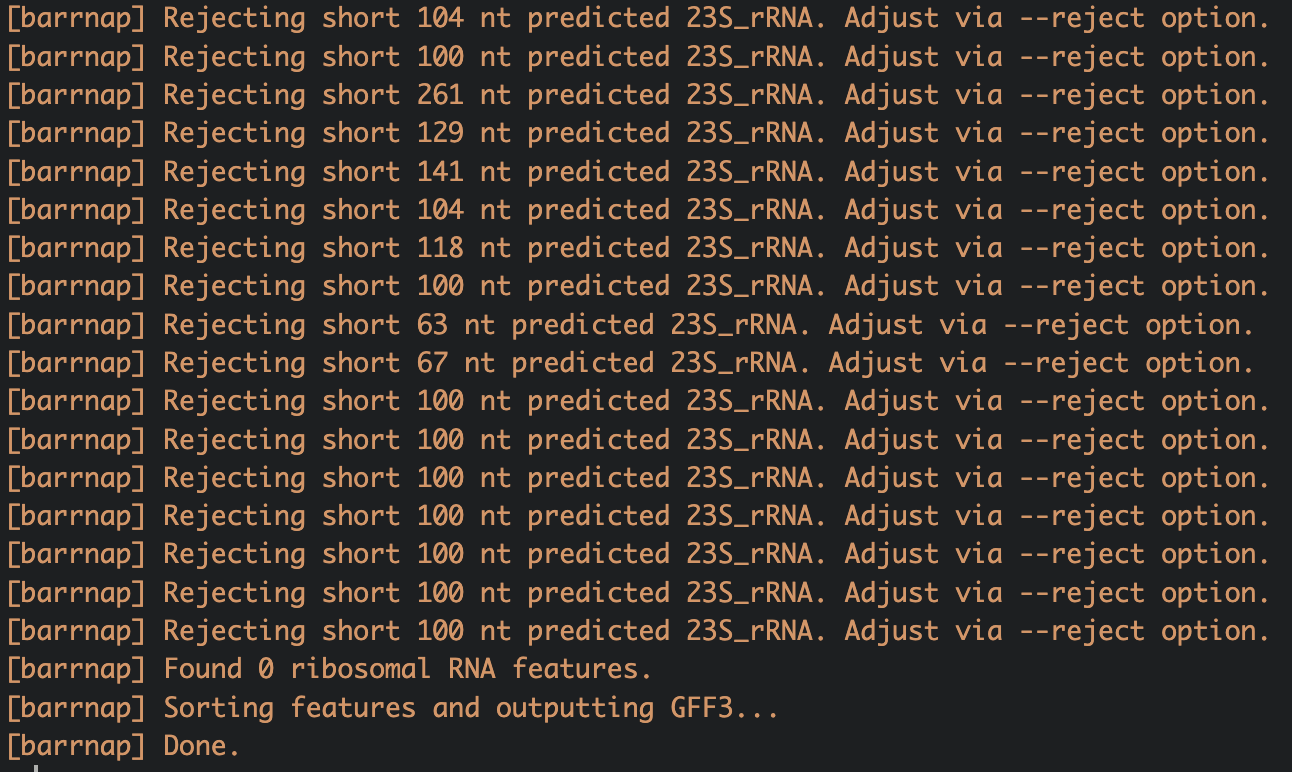 [barrnap] Rejecting short 104 nt predicted 23S_rRNA. Adjust via --reject option.
[barrnap] Rejecting short 100 nt predicted 23S_rRNA. Adjust via --reject option.
[barrnap] Rejecting short 261 nt predicted 23S_rRNA. Adjust via --reject option.
[barrnap] Rejecting short 129 nt predicted 23S_rRNA. Adjust via --reject option.
[barrnap] Rejecting short 141 nt predicted 23S_rRNA. Adjust via --reject option.
[barrnap] Rejecting short 104 nt predicted 23S_rRNA. Adjust via --reject option.
[barrnap] Rejecting short 118 nt predicted 23S_rRNA. Adjust via --reject option.
[barrnap] Rejecting short 100 nt predicted 23S_rRNA. Adjust via --reject option.
[barrnap] Rejecting short 63 nt predicted 23S_rRNA. Adjust via --reject option.
[barrnap] Rejecting short 67 nt predicted 23S_rRNA. Adjust via --reject option.
[barrnap] Rejecting short 100 nt predicted 23S_rRNA. Adjust via --reject option.
[barrnap] Rejecting short 100 nt predicted 23S_rRNA. Adjust via --reject option.
[barrnap] Rejecting short 100 nt predicted 23S_rRNA. Adjust via --reject option.
[barrnap] Rejecting short 100 nt predicted 23S_rRNA. Adjust via --reject option.
[barrnap] Rejecting short 100 nt predicted 23S_rRNA. Adjust via --reject option.
[barrnap] Rejecting short 100 nt predicted 23S_rRNA. Adjust via --reject option.
[barrnap] Rejecting short 100 nt predicted 23S_rRNA. Adjust via --reject option.
[barrnap] Found 0 ribosomal RNA features.
[barrnap] Sorting features and outputting GFF3...
[barrnap] Done.